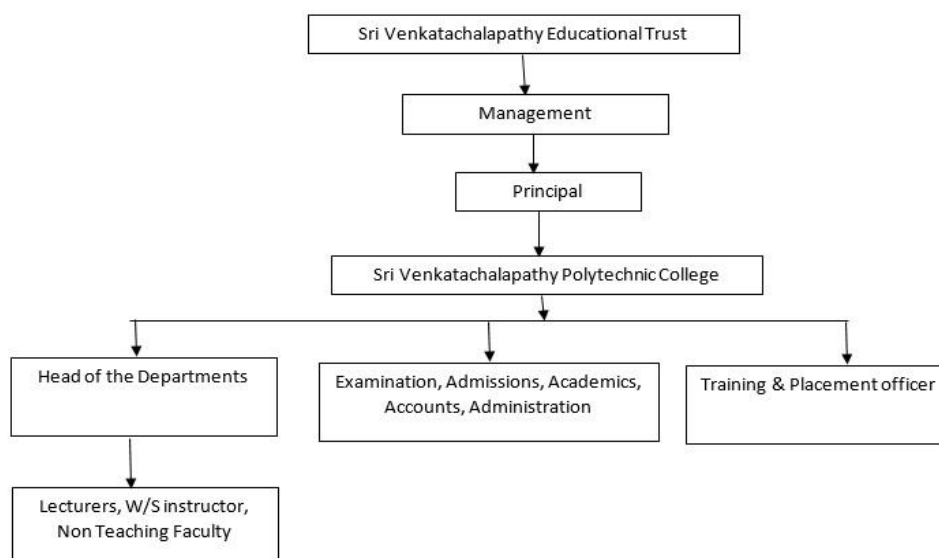 Sri Venkatachalapathy Educational Trust
Management
Principal
Sri Venkatachalapathy Polytechnic College
Head of the Departments
Examination, Admissions, Academics,
Accounts, Administration
Training & Placement officer
Lecturers, W/S instructor,
Non Teaching Faculty